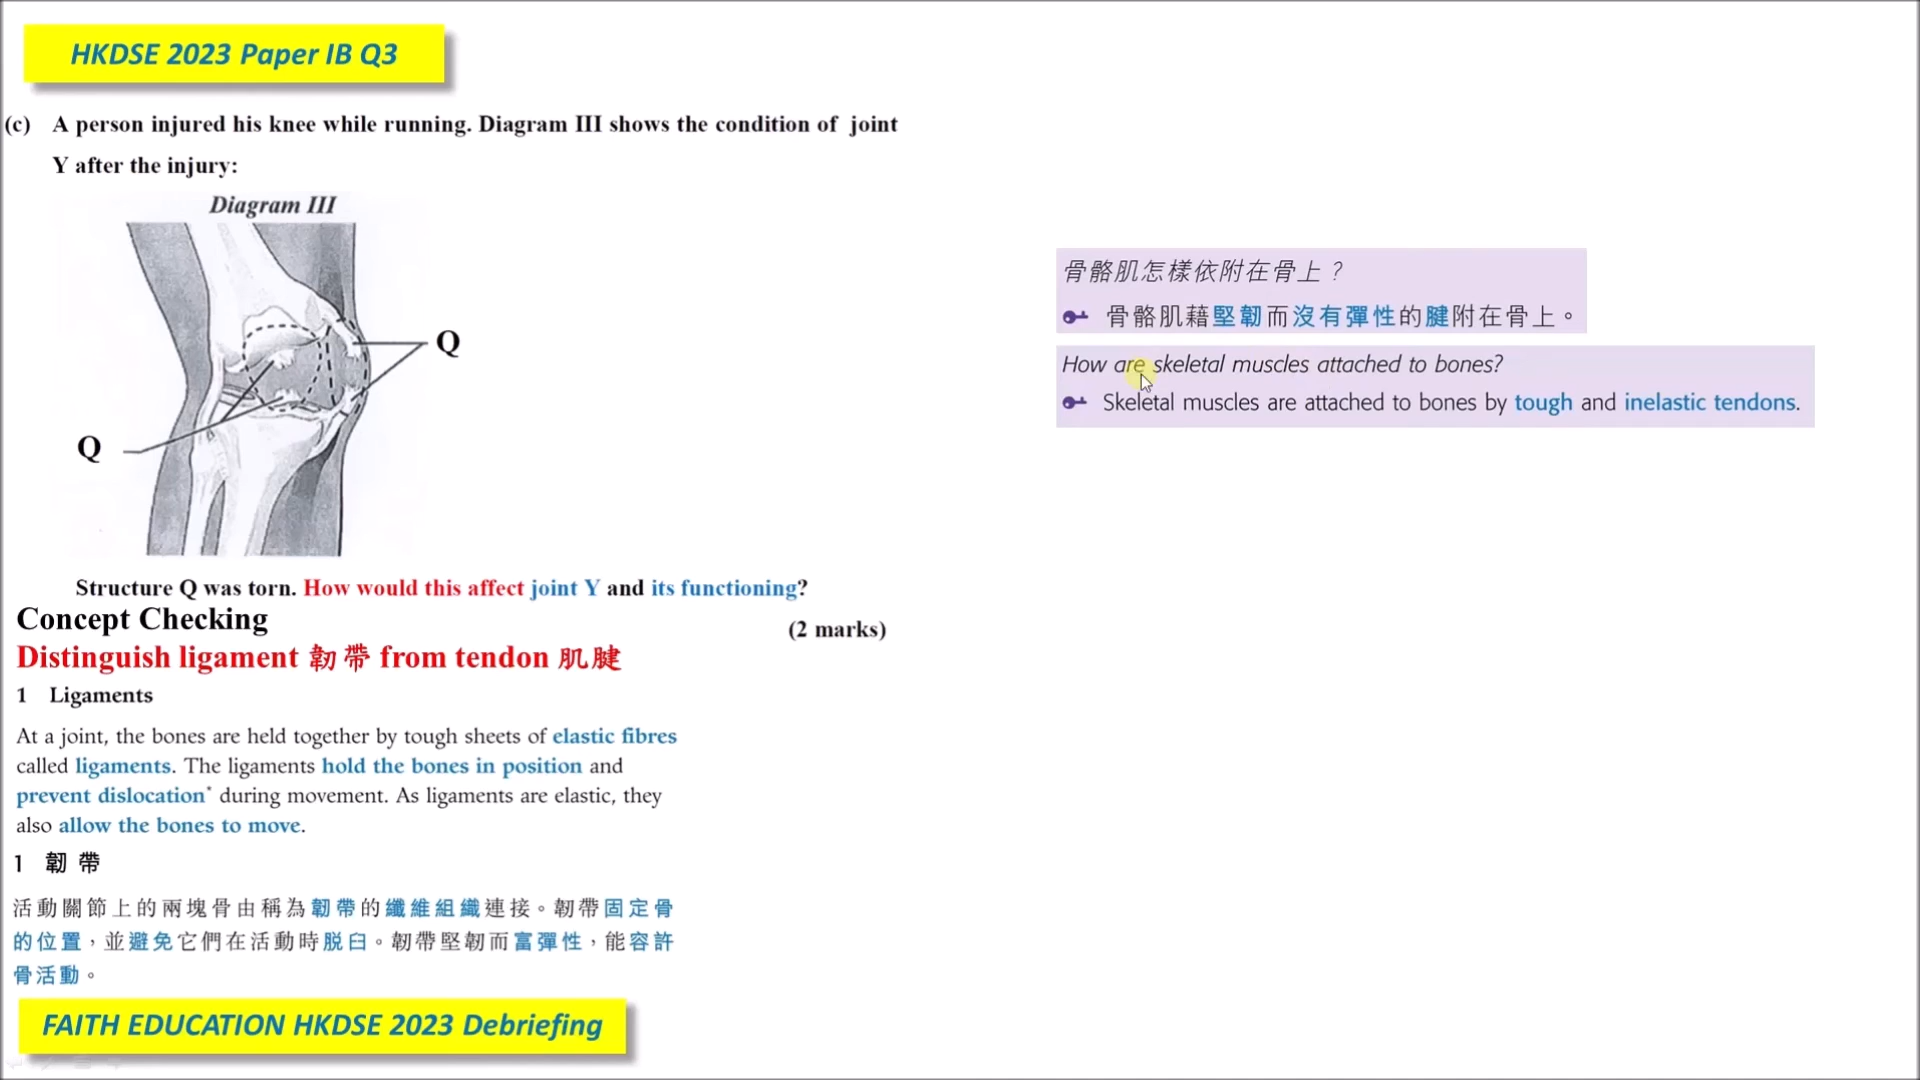 HKDSE 2023 Paper IB Q3
(c) A person injured his knee while running. Diagram III shows the condition of joint
Y after the injury:
Diagram III
Q
Q
Structure Q was torn. How would this affect joint Y and its functioning?
(2 marks)
Concept Checking
Distinguish ligament 韌帶 from tendon 肌腱
1 Ligaments
At a joint, the bones are held together by tough sheets of elastic fibres
called ligaments. The ligaments hold the bones in position and
prevent dislocation* during movement. As ligaments are elastic, they
also allow the bones to move.
1 韌帶
活動關節上的兩塊骨由稱為韌帶的纖維組織連接。韌帶固定骨
的位置，並避免它們在活動時脫臼。韌帶堅韌而富彈性，能容許
骨活動。
FAITH EDUCATION HKDSE 2023 Debriefing
骨骼肌怎樣依附在骨上？
骨骼肌藉堅韌而沒有彈性的腱附在骨上。
How are skeletal muscles attached to bones?
Skeletal muscles are attached to bones by tough and inelastic tendons.